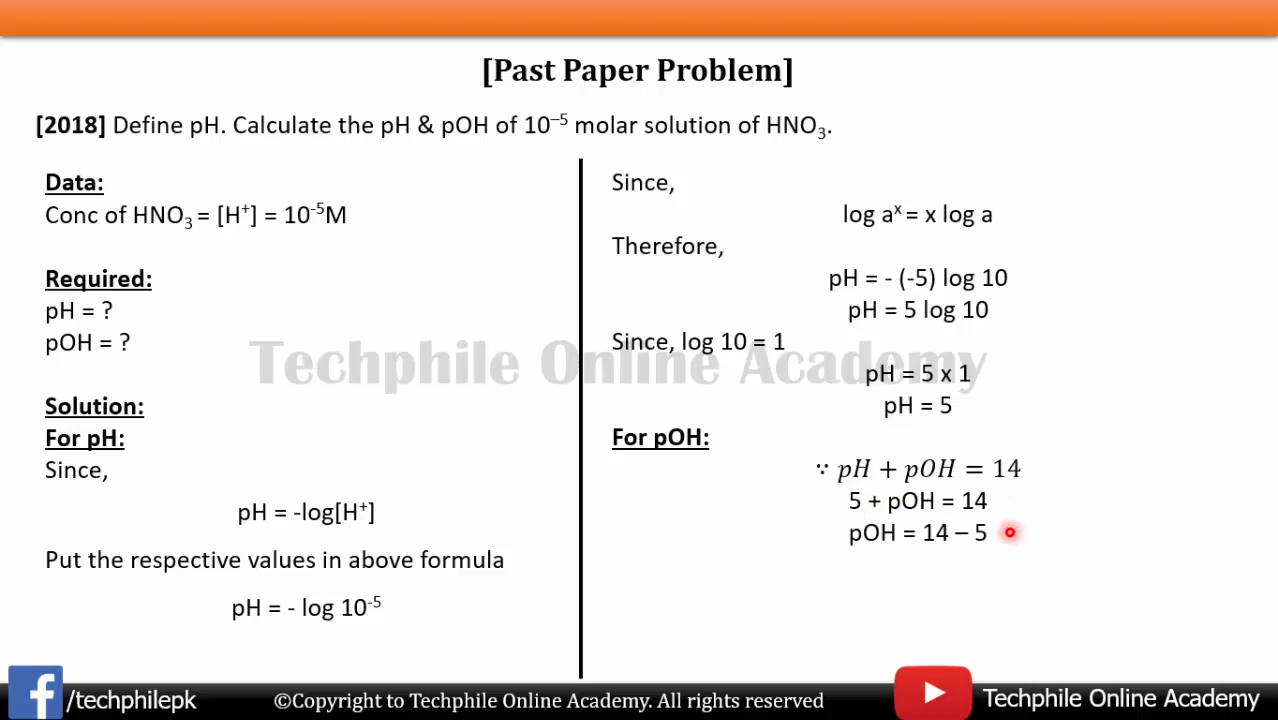 [Past Paper Problem]
[2018] Define pH. Calculate the pH & pOH of 10⁻⁵ molar solution of HNO₃.
Data:
Conc of HNO₃ = [H⁺] = 10⁻⁵M
Required:
pH = ?
pOH = ?
Solution:
For pH:
Since,
pH = -log[H⁺]
Put the respective values in above formula
pH = - log 10⁻⁵
Since,
log aˣ = x log a
Therefore,
pH = - (-5) log 10
pH = 5 log 10
Since, log 10 = 1
pH = 5 x 1
pH = 5
For pOH:
∵ pH + pOH = 14
5 + pOH = 14
pOH = 14 – 5
Techphile Online Academy
f /techphilepk
©Copyright to Techphile Online Academy. All rights reserved
Techphile Online Academy